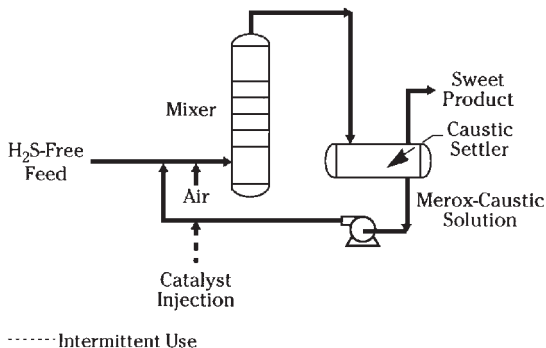 Sweet
Product
Mixer
Caustic
Settler
H₂S-Free
Feed
Air
Merox-Caustic
Solution
Catalyst
Injection
Intermittent Use